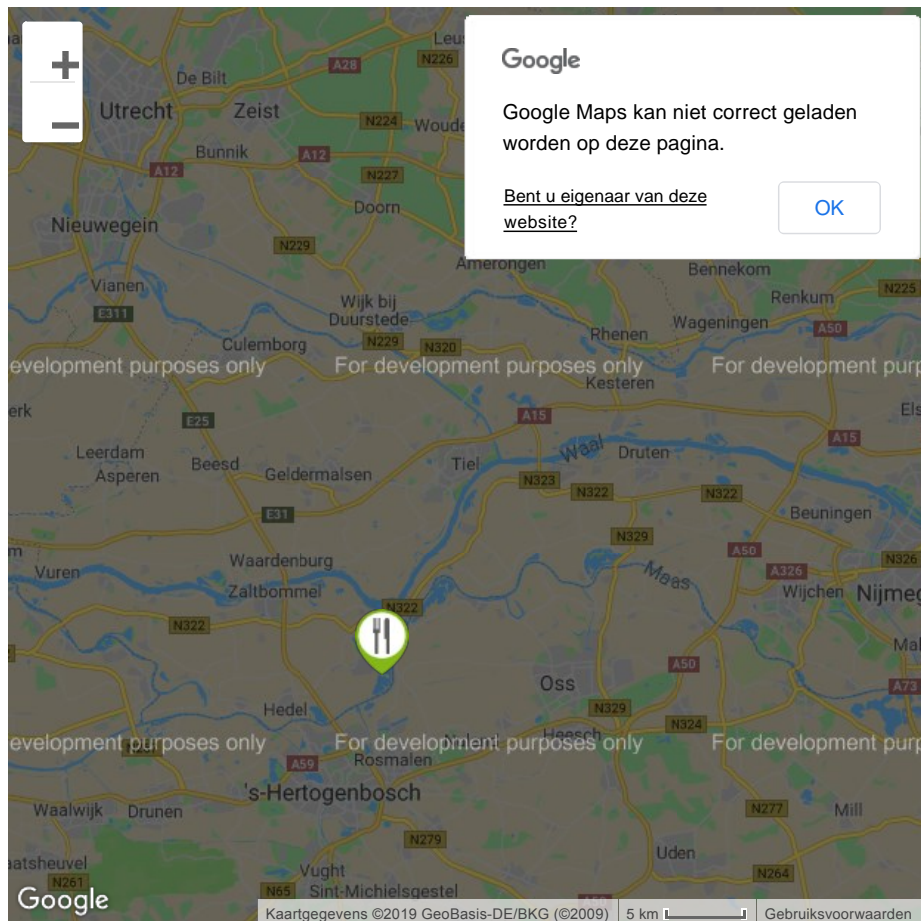 +
−
Google
Google Maps kan niet correct geladen
worden op deze pagina.
Bent u eigenaar van deze
website?
OK
Leus
N226
A28
De Bilt
Utrecht
Zeist
N224
Woude
Bunnik
A12
A12
N227
Doorn
Nieuwegein
N229
Amerongen
Bennekom
Vianen
Renkum
N225
E311
Wijk bij
Duurstede
Wageningen
A50
Rhenen
Culemborg
N229
N320
evelopment purposes only
For development purposes only
For development purp
Kesteren
erk
A15
Els
E25
Waal
A15
Leerdam
Beesd
Tiel
Druten
Asperen
Geldermalsen
N323
N322
N322
E31
Beuningen
N329
m
Waardenburg
A50
N326
Vuren
Maas
A326
Zaltbommel
Wijchen
Nijmeg
N322
N322
Mal
A50
Oss
A73
Hedel
N329
N324
evelopment purposes only
For development purposes only
For development purp
Nuland
Heesch
Rosmalen
A59
's-Hertogenbosch
Waalwijk
Drunen
N277
Mill
N279
aatsheuvel
Uden
Vught
N264
N261
N65
Sint-Michielsgestel
Google
Kaartgegevens ©2019 GeoBasis-DE/BKG (©2009)
5 km
Gebruiksvoorwaarden